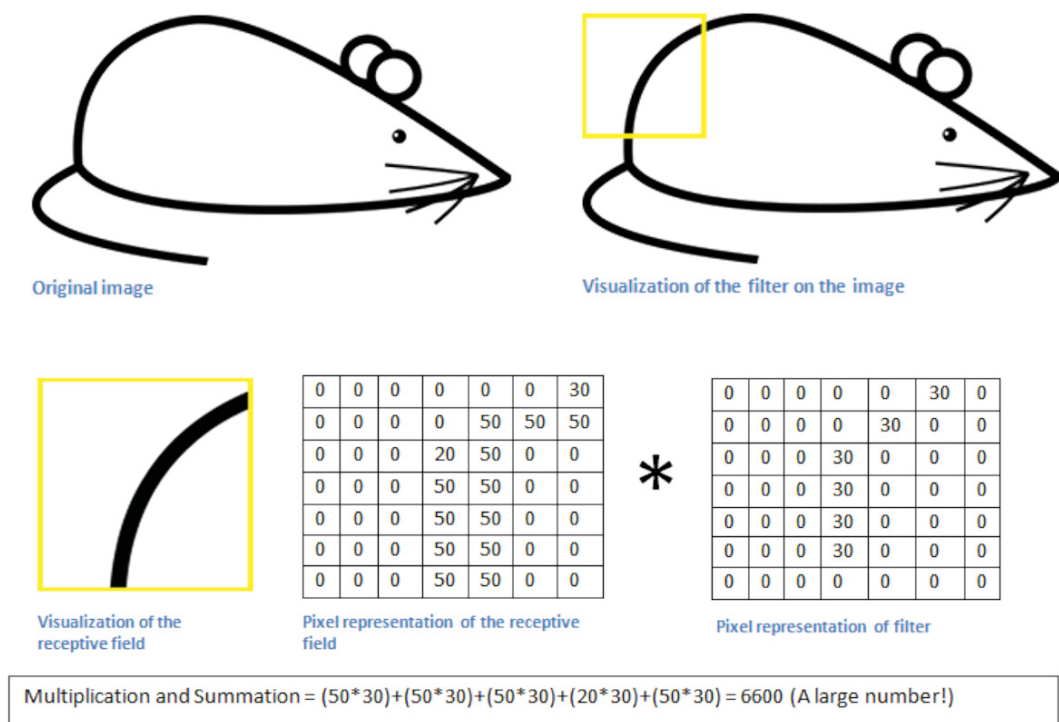 Original image
Visualization of the filter on the image
0 0 0 0 0 0 30
0 0 0 0 50 50 50
0 0 0 20 50 0 0
0 0 0 50 50 0 0
0 0 0 50 50 0 0
0 0 0 50 50 0 0
0 0 0 50 50 0 0
*
0 0 0 0 0 30 0
0 0 0 0 30 0 0
0 0 0 30 0 0 0
0 0 0 30 0 0 0
0 0 0 30 0 0 0
0 0 0 30 0 0 0
0 0 0 0 0 0 0
Visualization of the
receptive field
Pixel representation of the receptive
field
Pixel representation of filter
Multiplication and Summation = (50*30)+(50*30)+(50*30)+(20*30)+(50*30) = 6600 (A large number!)